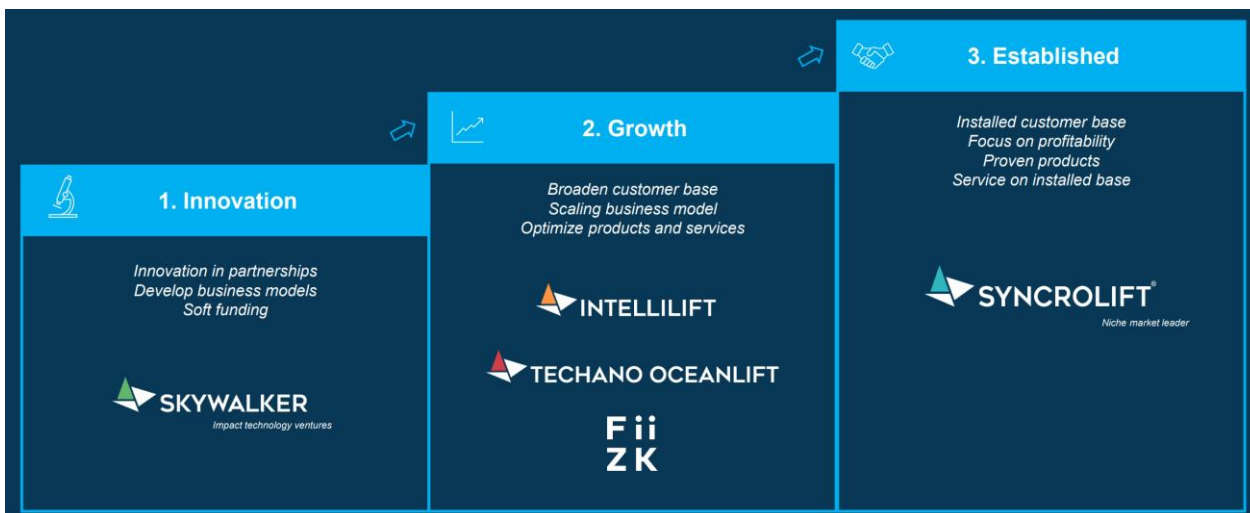 1. Innovation
Innovation in partnerships
Develop business models
Soft funding
SKYWALKER
Impact technology ventures
2. Growth
Broaden customer base
Scaling business model
Optimize products and services
INTELLILIFT
TECHANO OCEANLIFT
Fii
ZK
3. Established
Installed customer base
Focus on profitability
Proven products
Service on installed base
SYNCROLIFT®
Niche market leader